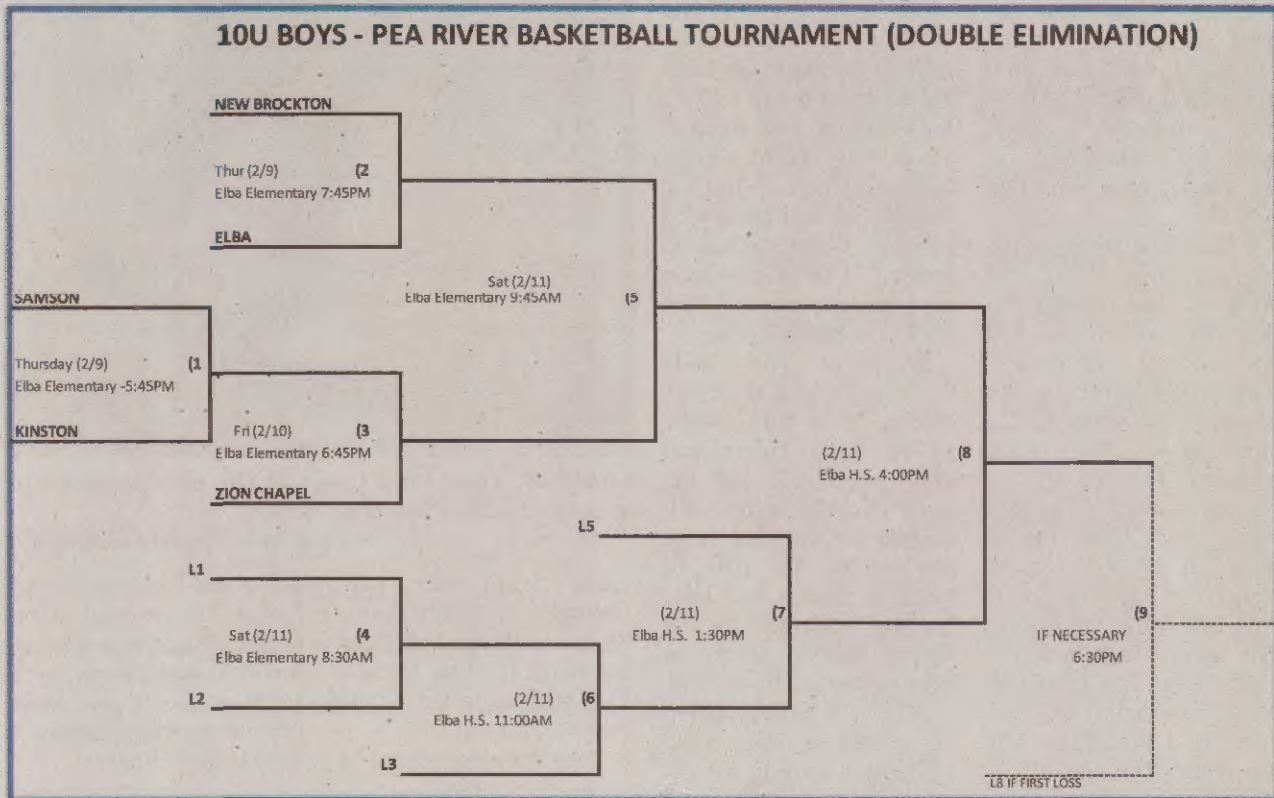 10U BOYS - PEA RIVER BASKETBALL TOURNAMENT (DOUBLE ELIMINATION)
NEW BROCKTON
Thur (2/9) (2
Elba Elementary 7:45PM
ELBA
Sat (2/11)
Elba Elementary 9:45AM (5
SAMSON
Thursday (2/9) (1
Elba Elementary -5:45PM
KINSTON
Fri (2/10) (3
Elba Elementary 6:45PM
ZION CHAPEL
(2/11) (8
Elba H.S. 4:00PM
L5
L1
(2/11) (7
Elba H.S. 1:30PM
Sat (2/11) (4
Elba Elementary 8:30AM
L2
(9
IF NECESSARY
6:30PM
(2/11) (6
Elba H.S. 11:00AM
L3
L8 IF FIRST LOSS